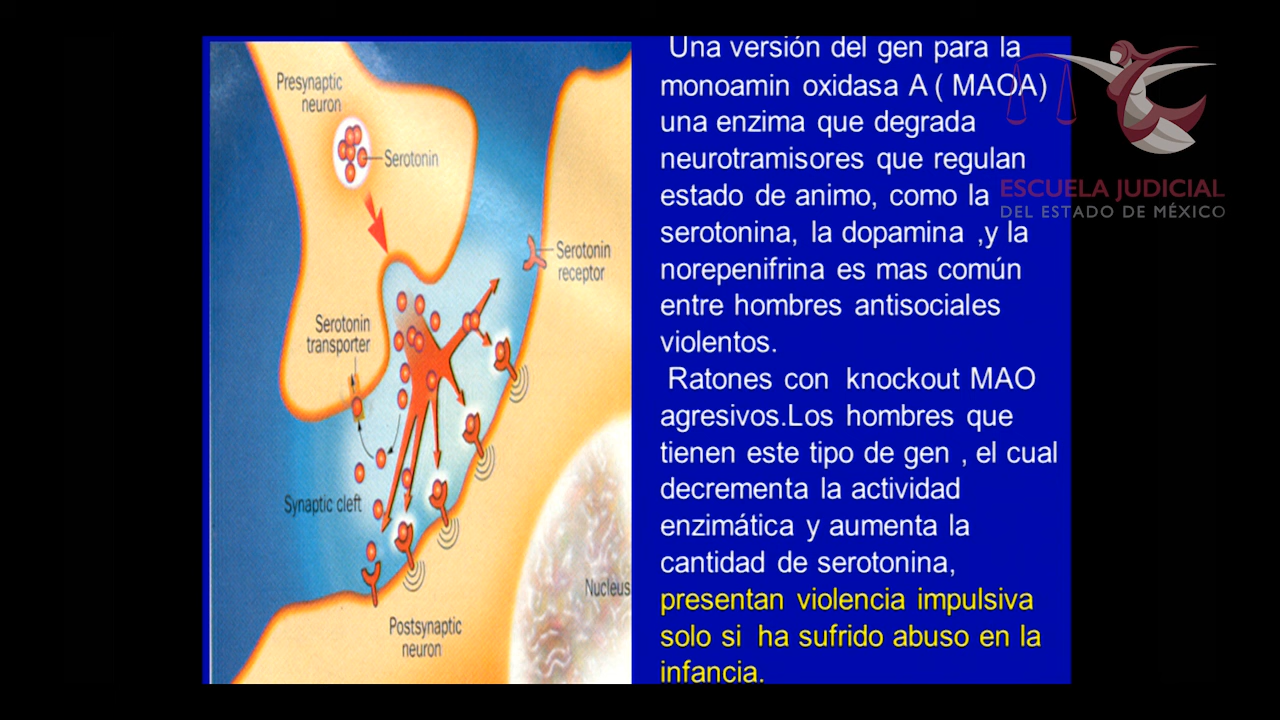 Presynaptic
neuron
Serotonin
Serotonin
receptor
Serotonin
transporter
Synaptic cleft
Nucleus
Postsynaptic
neuron
Una versión del gen para la
monoamin oxidasa A ( MAOA)
una enzima que degrada
neurotramisores que regulan
estado de animo, como la
serotonina, la dopamina ,y la
norepenifrina es mas común
entre hombres antisociales
violentos.
Ratones con knockout MAO
agresivos.Los hombres que
tienen este tipo de gen , el cual
decrementa la actividad
enzimática y aumenta la
cantidad de serotonina,
presentan violencia impulsiva
solo si ha sufrido abuso en la
infancia.
ESCUELA JUDICIAL
DEL ESTADO DE MÉXICO